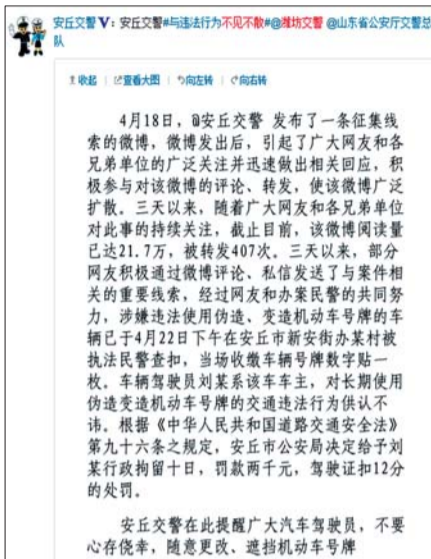 安丘交警V：安丘交警#与违法行为不见不散#@潍坊交警 @山东省公安厅交警总
队
收起 | 查看大图 | 向左转 | 向右转
4月18日，@安丘交警 发布了一条征集线
索的微博，微博发出后，引起了广大网友和各
兄弟单位的广泛关注并迅速做出相关回应，积
极参与对该微博的评论、转发，使该微博广泛
扩散。三天以来，随着广大网友和各兄弟单位
对此事的持续关注，截止目前，该微博阅读量
已达21.7万，被转发407次。三天以来，部分
网友积极通过微博评论、私信发送了与案件相
关的重要线索，经过网友和办案民警的共同努
力，涉嫌违法使用伪造、变造机动车号牌的车
辆已于4月22日下午在安丘市新安街办某村被
执法民警查扣，当场收缴车辆号牌数字贴一
枚。车辆驾驶员刘某系该车车主，对长期使用
伪造变造机动车号牌的交通违法行为供认不
讳。根据《中华人民共和国道路交通安全法》
第九十六条之规定，安丘市公安局决定给予刘
某行政拘留十日，罚款两千元，驾驶证扣12分
的处罚。
安丘交警在此提醒广大汽车驾驶员，不要
心存侥幸，随意更改、遮挡机动车号牌